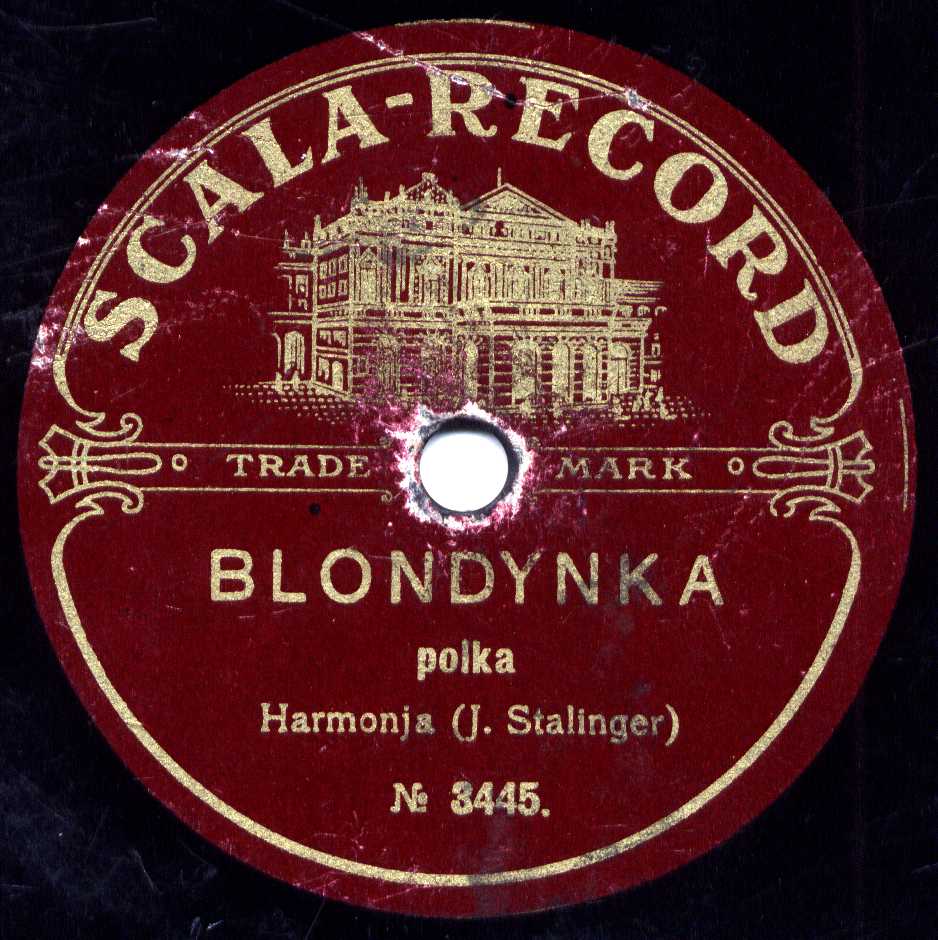 SCALA-RECORD
TRADE MARK
BLONDYNKA
polka
Harmonja (J. Stalinger)
№ 3445.